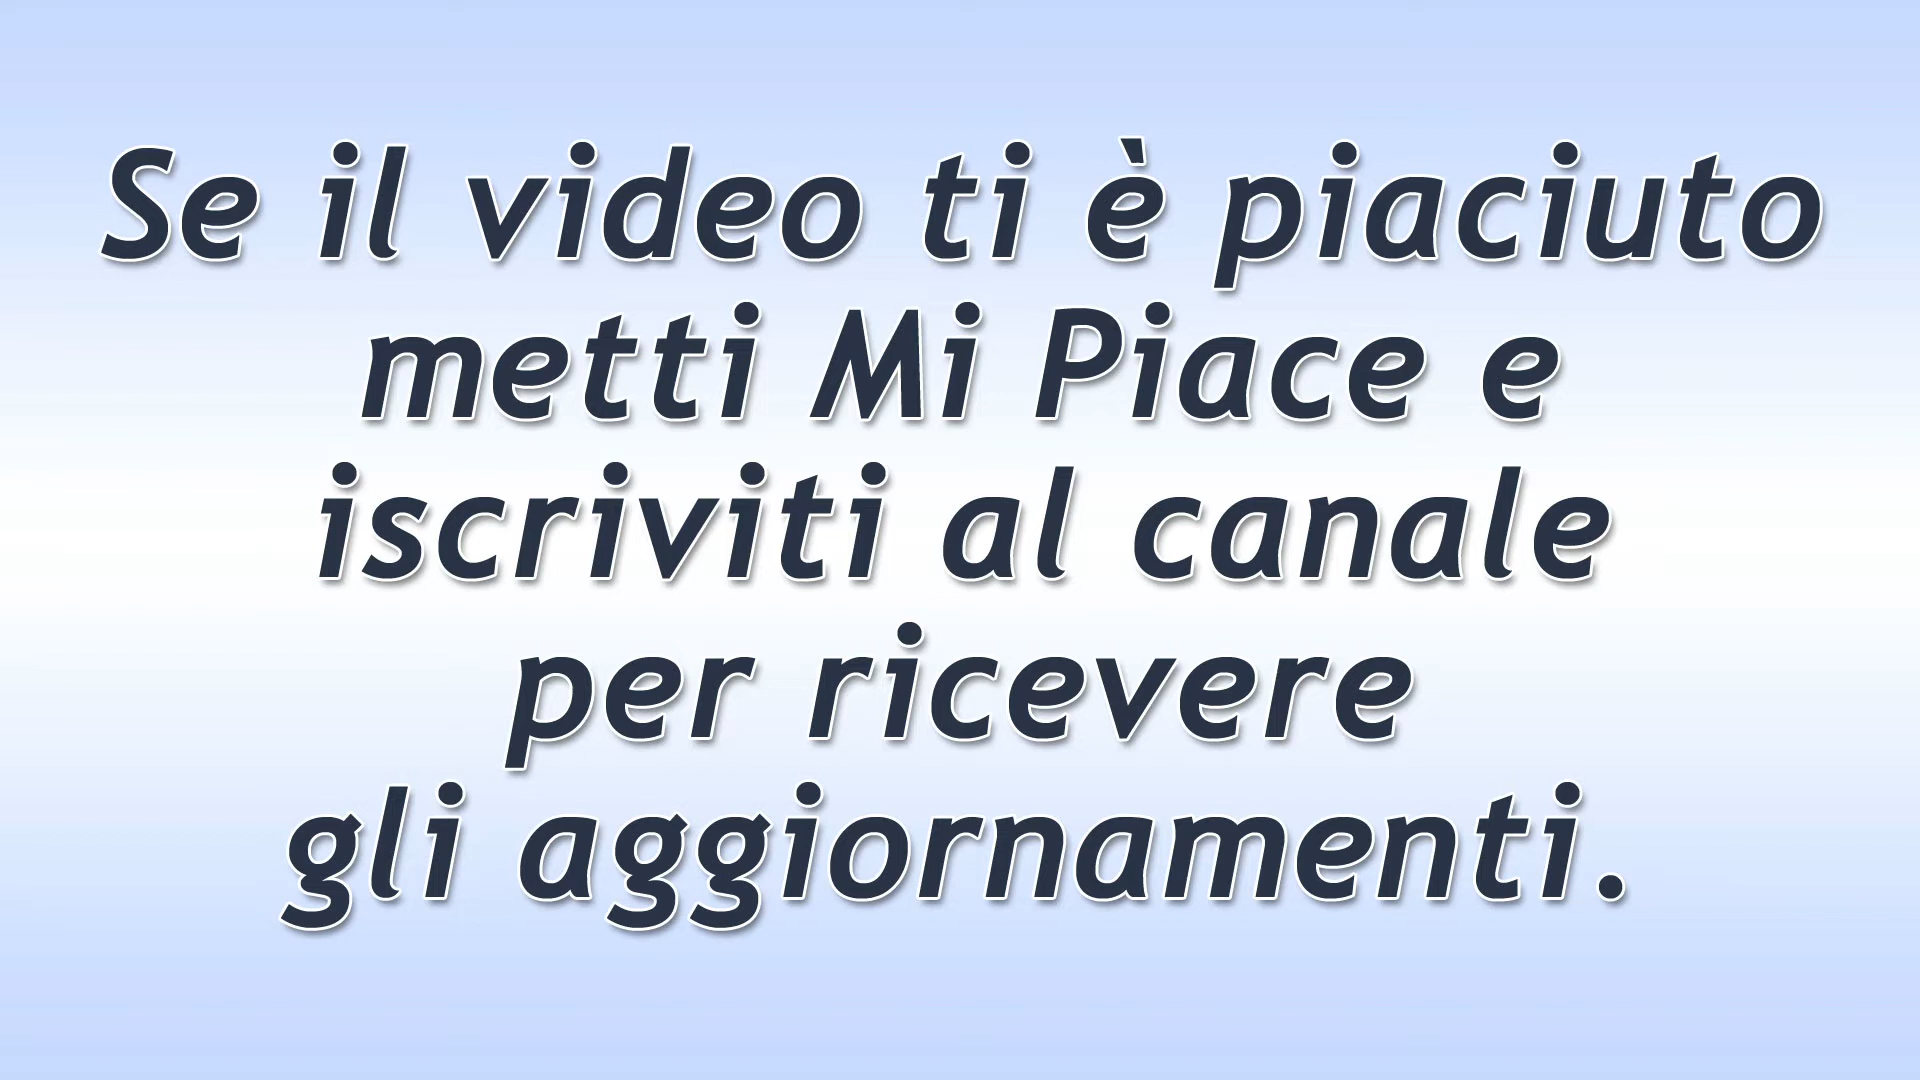 Se il video ti è piaciuto
metti Mi Piace e
iscriviti al canale
per ricevere
gli aggiornamenti.